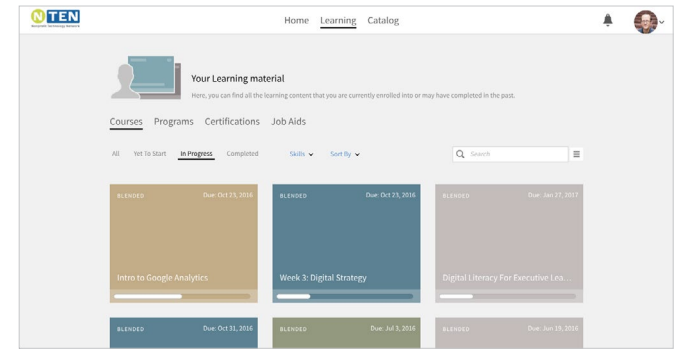 NTEN
Nonprofit Technology Network
Home Learning Catalog
Your Learning material
Here, you can find all the learning content that you are currently enrolled into or may have completed in the past.
Courses Programs Certifications Job Aids
All Yet To Start In Progress Completed Skills Sort By Search
BLENDED Due: Oct 23, 2016
Intro to Google Analytics
BLENDED Due: Oct 23, 2016
Week 3: Digital Strategy
BLENDED Due: Jan 27, 2017
Digital Literacy For Executive Lea...
BLENDED Due: Oct 31, 2016
BLENDED Due: Jul 3, 2016
BLENDED Due: Jun 19, 2016